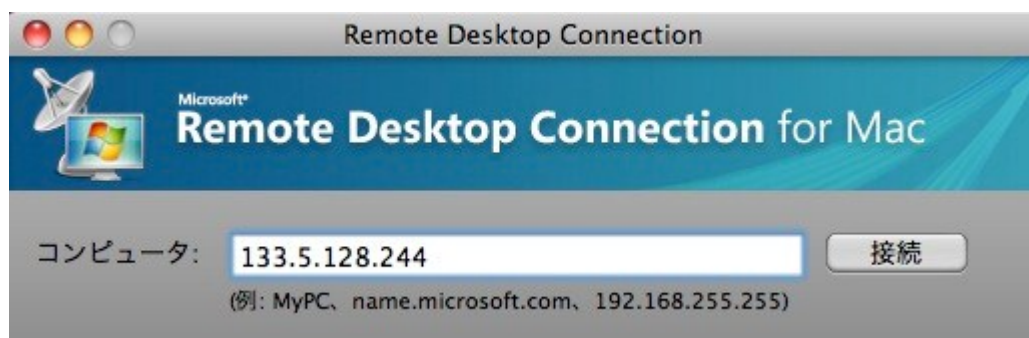 Remote Desktop Connection
Microsoft®
Remote Desktop Connection for Mac
コンピュータ: 133.5.128.244 接続
(例: MyPC、name.microsoft.com、192.168.255.255)